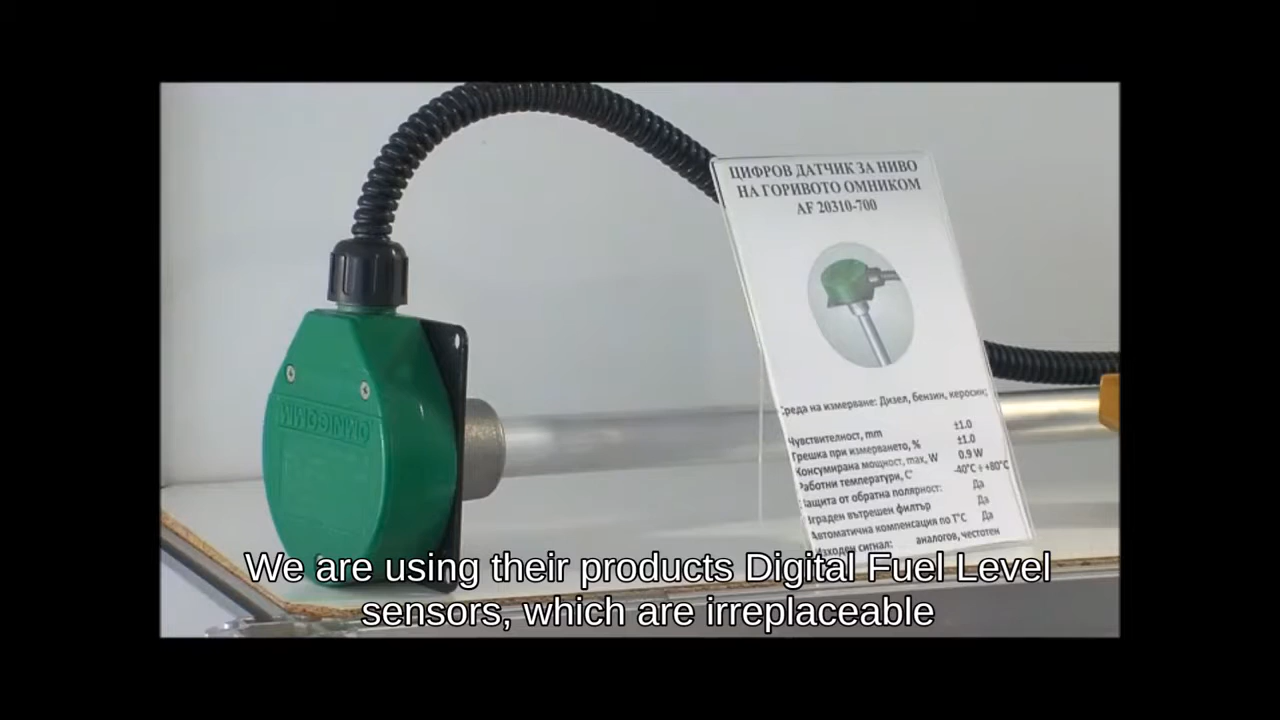 ЦИФРОВ ДАТЧИК ЗА НИВО
НА ГОРИВОТО ОМНИКОМ
AF 20310-700
Среда на измерване: Дизел, бензин, керосин;
Чувствителност, mm ±1.0
Грешка при измерването, % ±1.0
Консумирана мощност, max, W 0.9 W
Работни температури, C° -40°C ÷ +80°C
Защита от обратна полярност: Да
Вграден вътрешен филтър Да
Автоматична компенсация по T°C Да
Изходен сигнал: аналогов, честотен
OMNICOMM
We are using their products Digital Fuel Level
sensors, which are irreplaceable